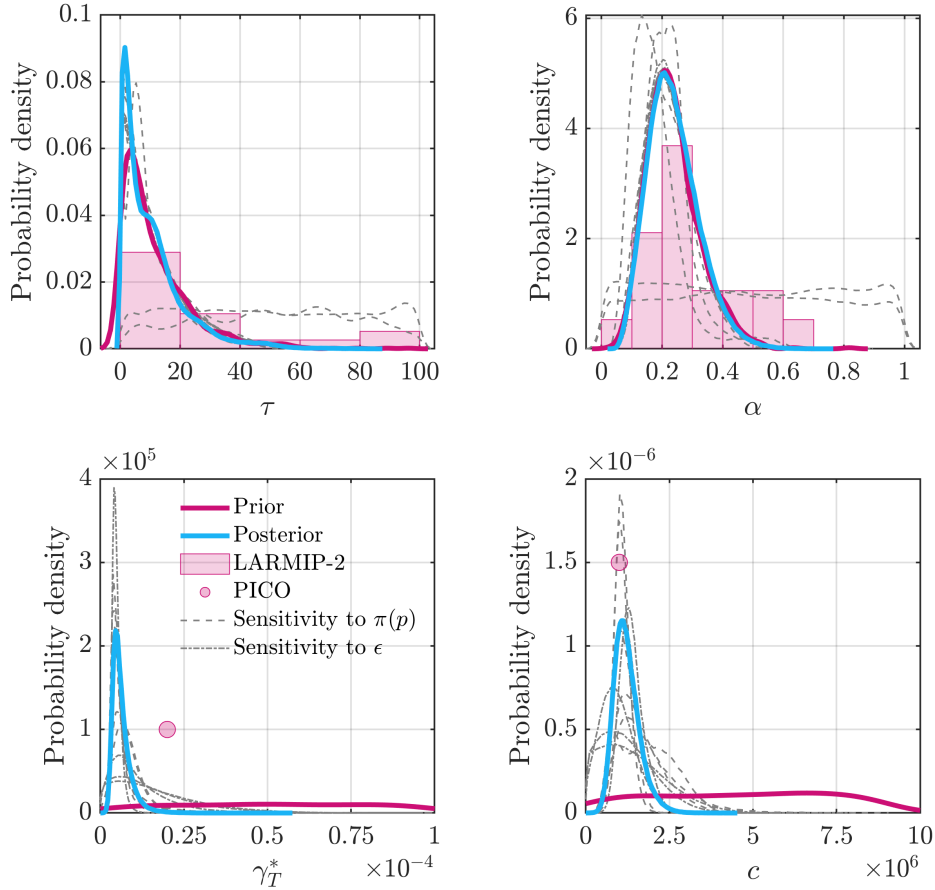 0.1
0.08
0.06
0.04
0.02
0
Probability density
0 20 40 60 80 100
τ
6
4
2
0
Probability density
0 0.2 0.4 0.6 0.8 1
α
×10^5
4
3
2
1
0
Probability density
Prior
Posterior
LARMIP-2
PICO
Sensitivity to π(p)
Sensitivity to ϵ
0 0.25 0.5 0.75 1
×10^-4
γ*_T
×10^-6
2
1.5
1
0.5
0
Probability density
0 2.5 5 7.5 10
×10^6
c